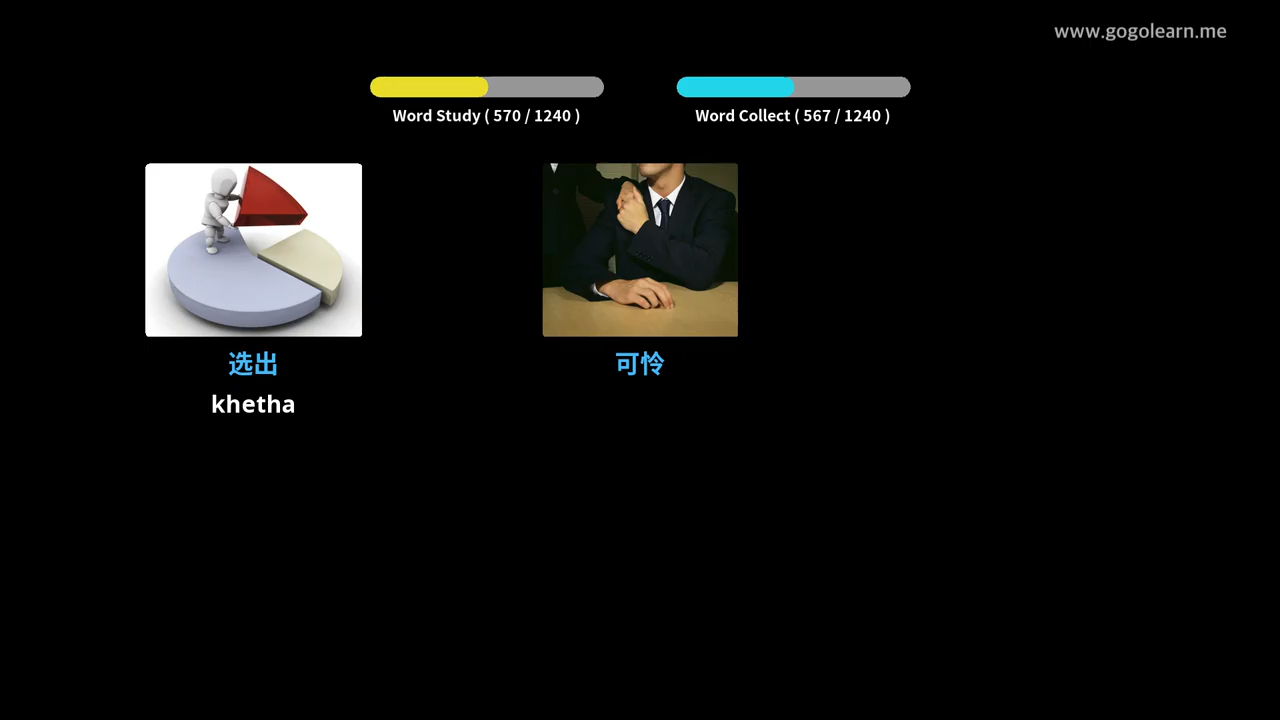 www.gogolearn.me
Word Study ( 570 / 1240 )
Word Collect ( 567 / 1240 )
选出
可怜
khetha